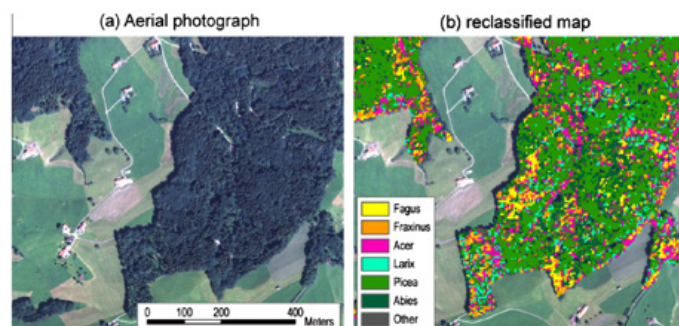 (a) Aerial photograph
(b) reclassified map
Fagus
Fraxinus
Acer
Larix
Picea
Abies
Other
0 100 200 400
Meters